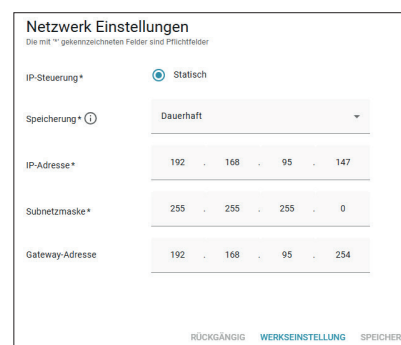 Netzwerk Einstellungen
Die mit '*' gekennzeichneten Felder sind Pflichtfelder
IP-Steuerung* Statisch
Speicherung* i Dauerhaft
IP-Adresse* 192 . 168 . 95 . 147
Subnetzmaske* 255 . 255 . 255 . 0
Gateway-Adresse 192 . 168 . 95 . 254
RÜCKGÄNGIG WERKSEINSTELLUNG SPEICHER